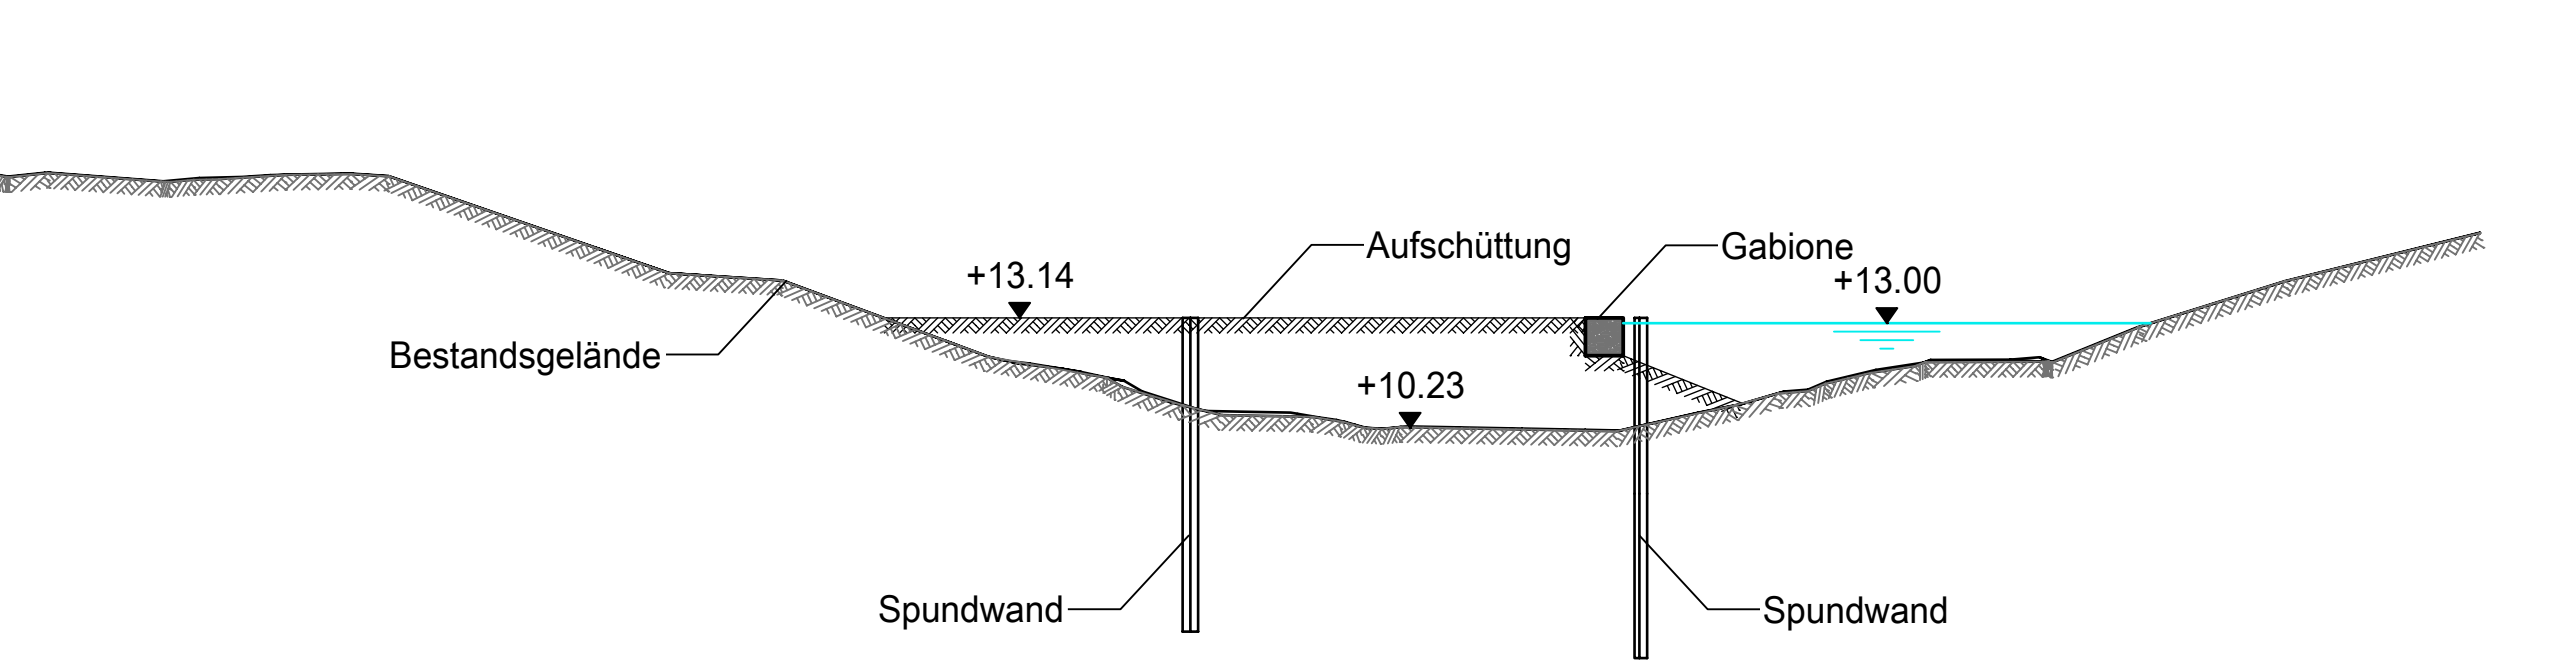 Aufschüttung
Gabione
+13.14
+13.00
Bestandsgelände
+10.23
Spundwand
Spundwand